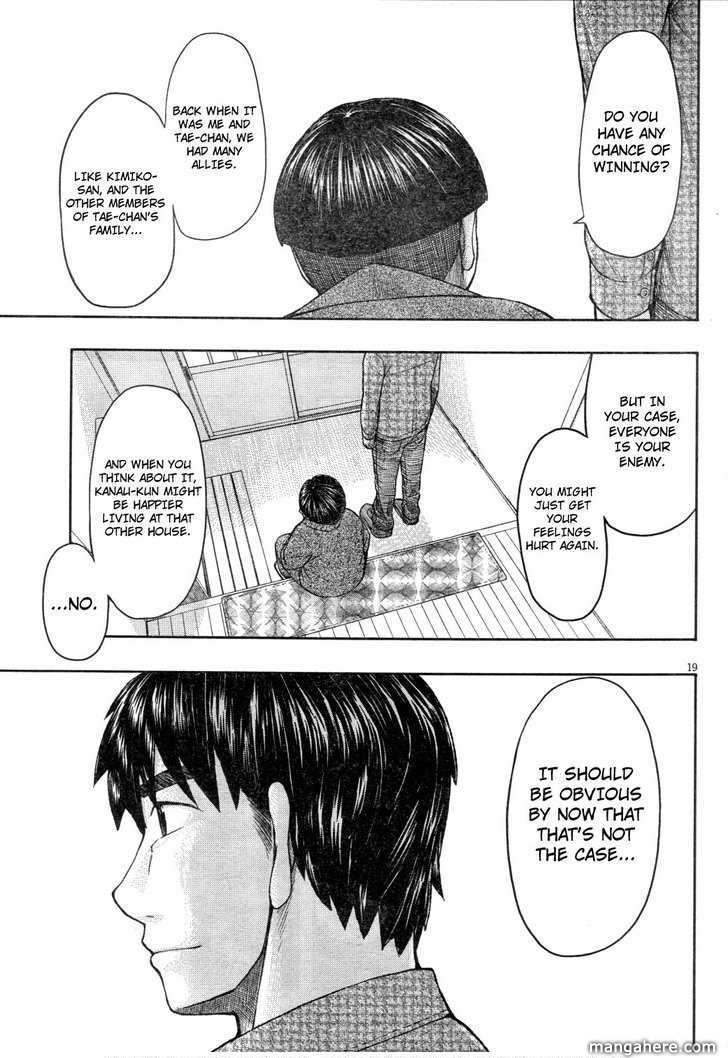 DO YOU
HAVE ANY
CHANCE OF
WINNING?
BACK WHEN IT
WAS ME AND
TAE-CHAN, WE
HAD MANY
ALLIES.
LIKE KIMIKO-
SAN, AND THE
OTHER MEMBERS
OF TAE-CHAN'S
FAMILY...
BUT IN
YOUR CASE,
EVERYONE IS
YOUR
ENEMY.
YOU MIGHT
JUST GET
YOUR
FEELINGS
HURT AGAIN.
AND WHEN YOU
THINK ABOUT IT,
KANAU-KUN MIGHT
BE HAPPIER
LIVING AT THAT
OTHER HOUSE.
...NO.
19
IT SHOULD
BE OBVIOUS
BY NOW THAT
THAT'S NOT
THE CASE...
www.mangahere.com